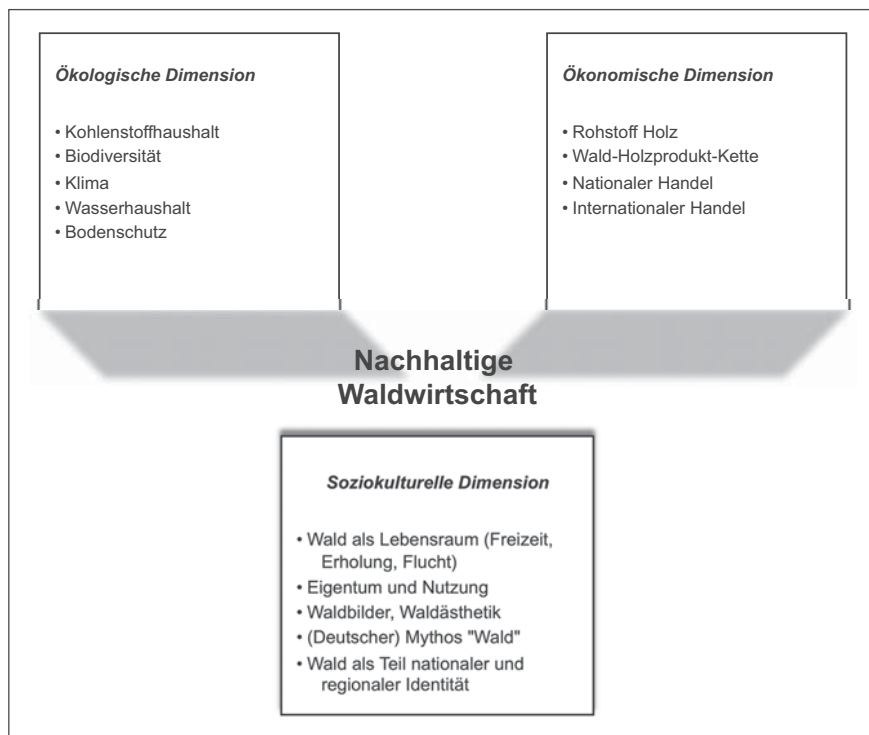 Ökologische Dimension
• Kohlenstoffhaushalt
• Biodiversität
• Klima
• Wasserhaushalt
• Bodenschutz
Ökonomische Dimension
• Rohstoff Holz
• Wald-Holzprodukt-Kette
• Nationaler Handel
• Internationaler Handel
Nachhaltige
Waldwirtschaft
Soziokulturelle Dimension
• Wald als Lebensraum (Freizeit,
Erholung, Flucht)
• Eigentum und Nutzung
• Waldbilder, Waldästhetik
• (Deutscher) Mythos "Wald"
• Wald als Teil nationaler und
regionaler Identität